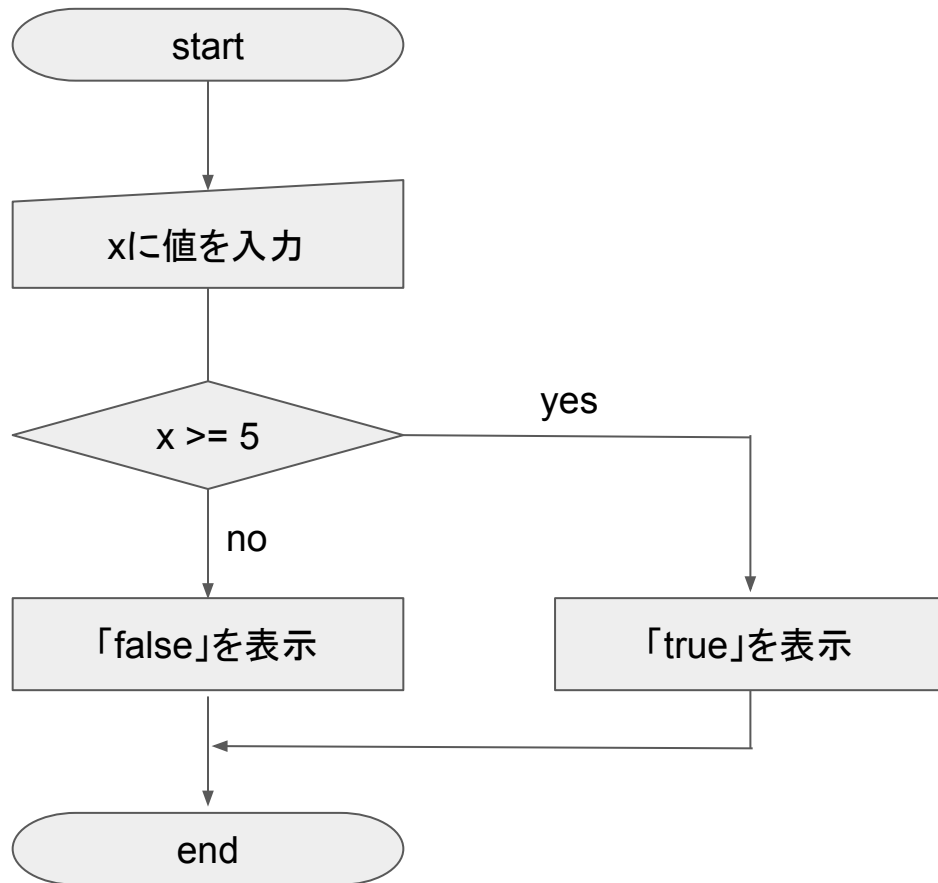 start
xに値を入力
x >= 5
yes
no
「false」を表示
「true」を表示
end